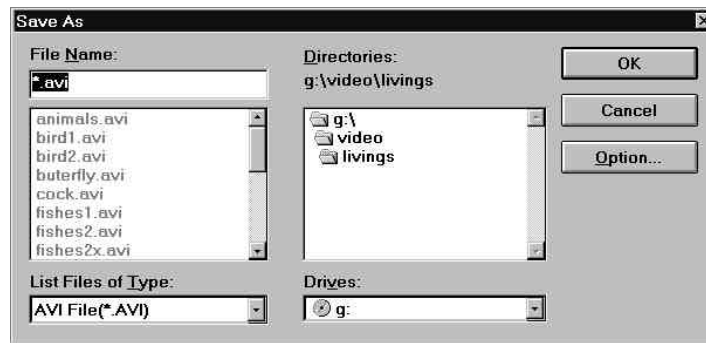 Save As
File Name:
*.avi
animals.avi
bird1.avi
bird2.avi
buterfly.avi
cock.avi
fishes1.avi
fishes2.avi
fishes2x.avi
List Files of Type:
AVI File(*.AVI)
Directories:
g:\video\livings
g:\
video
livings
Drives:
g:
OK
Cancel
Option...